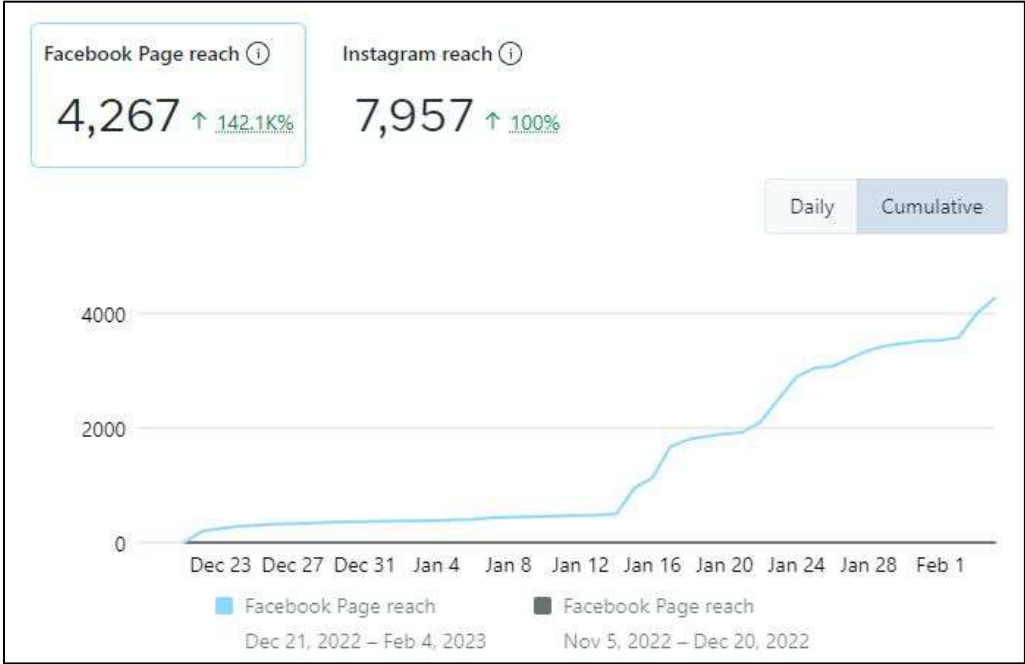 Facebook Page reach
Instagram reach
4,267 ↑ 142.1K%
7,957 ↑ 100%
Daily
Cumulative
4000
2000
0
Dec 23 Dec 27 Dec 31 Jan 4 Jan 8 Jan 12 Jan 16 Jan 20 Jan 24 Jan 28 Feb 1
Facebook Page reach
Dec 21, 2022 – Feb 4, 2023
Facebook Page reach
Nov 5, 2022 – Dec 20, 2022